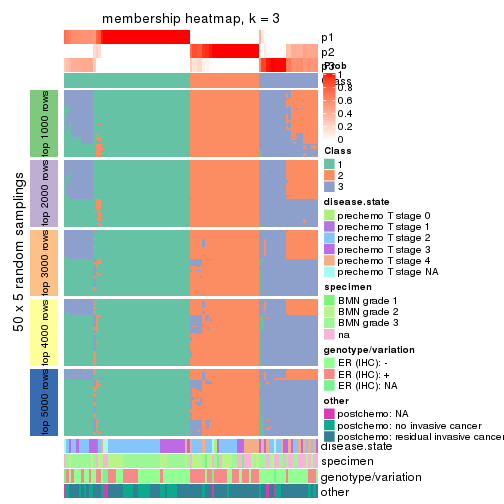 membership heatmap, k = 3
p1
p2
p3
Prob
Class
1
0.8
0.6
0.4
0.2
0
Class
1
2
3
disease.state
prechemo T stage 0
prechemo T stage 1
prechemo T stage 2
prechemo T stage 3
prechemo T stage 4
prechemo T stage NA
specimen
BMN grade 1
BMN grade 2
BMN grade 3
na
genotype/variation
ER (IHC): -
ER (IHC): +
ER (IHC): NA
other
postchemo: NA
postchemo: no invasive cancer
postchemo: residual invasive cancer
50 x 5 random samplings
top 1000 rows
top 2000 rows
top 3000 rows
top 4000 rows
top 5000 rows
disease.state
specimen
genotype/variation
other